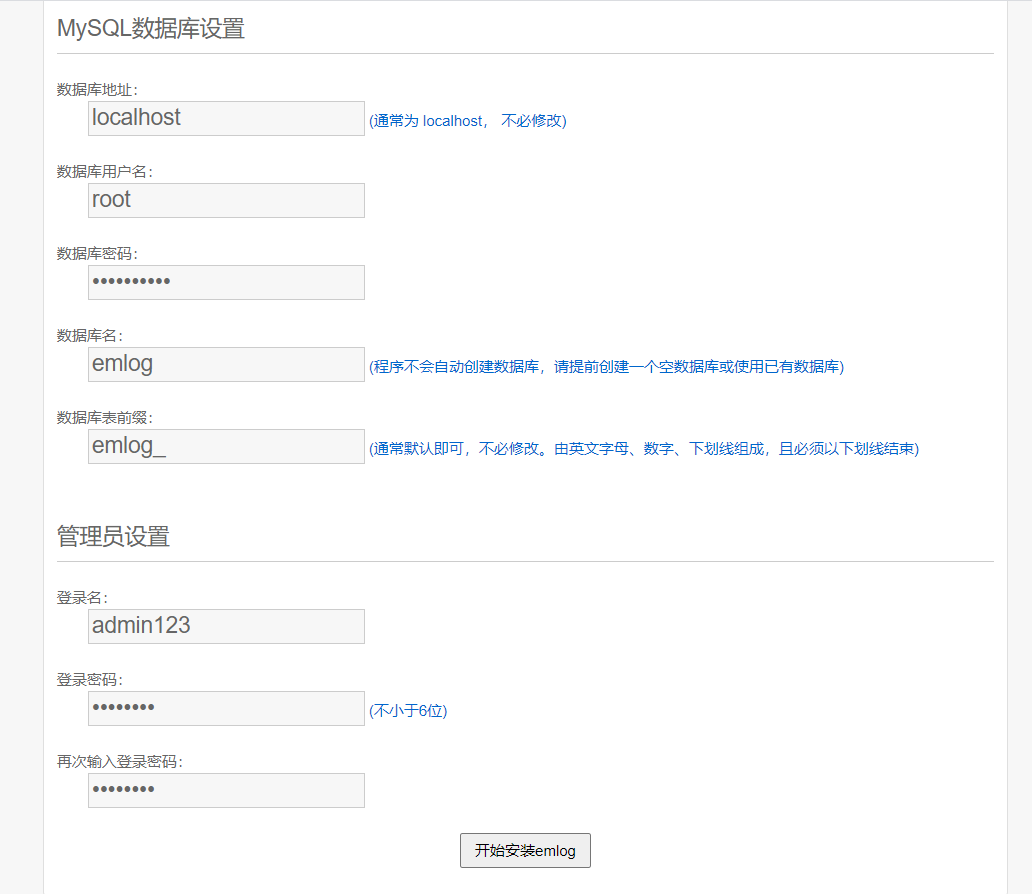 MySQL数据库设置
数据库地址：
localhost (通常为 localhost， 不必修改)
数据库用户名：
root
数据库密码：
••••••••••
数据库名：
emlog (程序不会自动创建数据库，请提前创建一个空数据库或使用已有数据库)
数据库表前缀：
emlog_ (通常默认即可，不必修改。由英文字母、数字、下划线组成，且必须以下划线结束)
管理员设置
登录名：
admin123
登录密码：
•••••••• (不小于6位)
再次输入登录密码：
••••••••
开始安装emlog